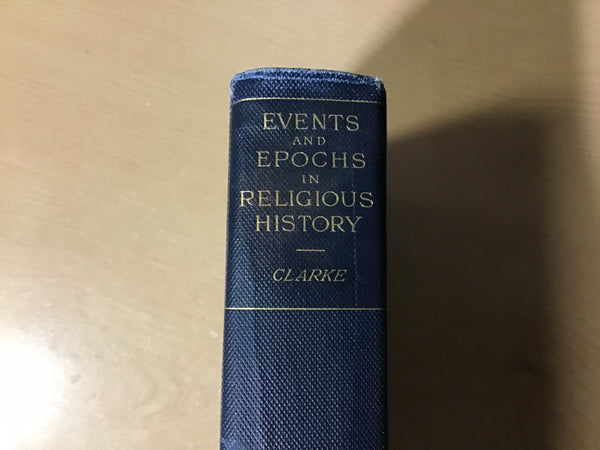 EVENTS
AND
EPOCHS
IN
RELIGIOUS
HISTORY
CLARKE